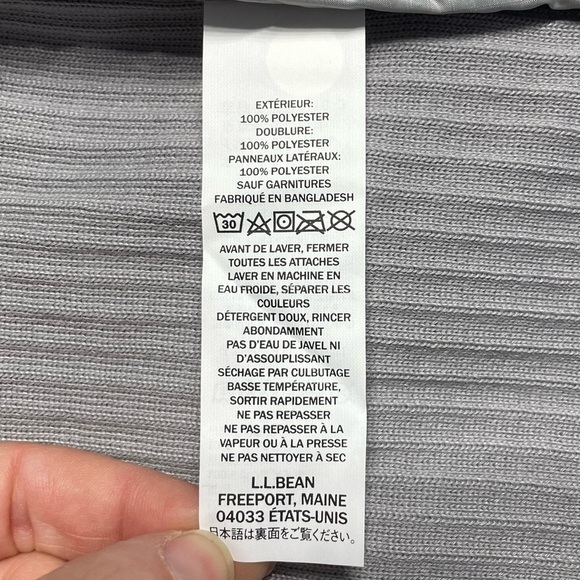 EXTÉRIEUR:
100% POLYESTER
DOUBLURE:
100% POLYESTER
PANNEAUX LATÉRAUX:
100% POLYESTER
SAUF GARNITURES
FABRIQUÉ EN BANGLADESH
30
AVANT DE LAVER, FERMER
TOUTES LES ATTACHES
LAVER EN MACHINE EN
EAU FROIDE, SÉPARER LES
COULEURS
DÉTERGENT DOUX, RINCER
ABONDAMMENT
PAS D'EAU DE JAVEL NI
D'ASSOUPLISSANT
SÉCHAGE PAR CULBUTAGE
BASSE TEMPÉRATURE,
SORTIR RAPIDEMENT
NE PAS REPASSER
NE PAS REPASSER À LA
VAPEUR OU À LA PRESSE
NE PAS NETTOYER À SEC
L.L.BEAN
FREEPORT, MAINE
04033 ÉTATS-UNIS
日本語は裏面をご覧ください。